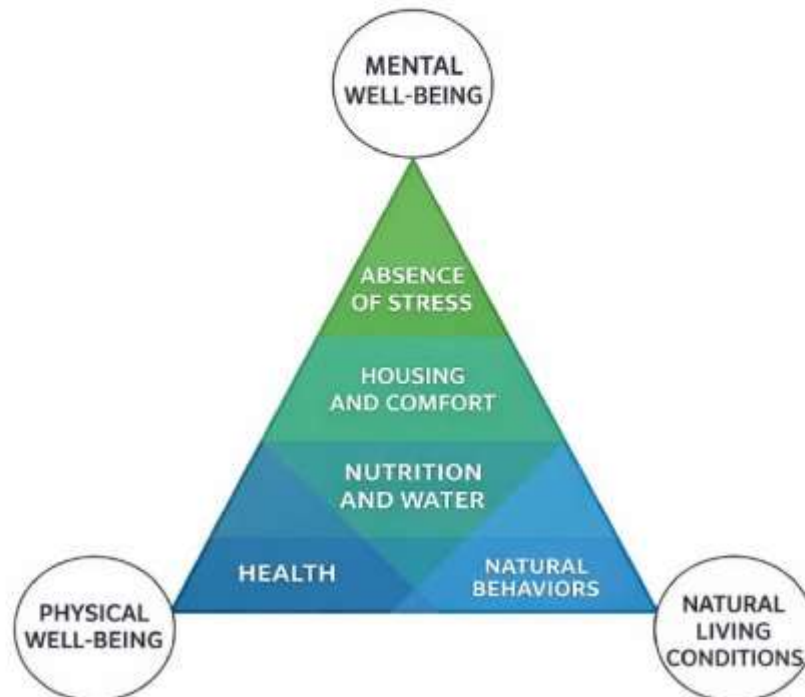 MENTAL
WELL-BEING
ABSENCE
OF STRESS
HOUSING
AND COMFORT
NUTRITION
AND WATER
HEALTH
NATURAL
BEHAVIORS
PHYSICAL
WELL-BEING
NATURAL
LIVING
CONDITIONS